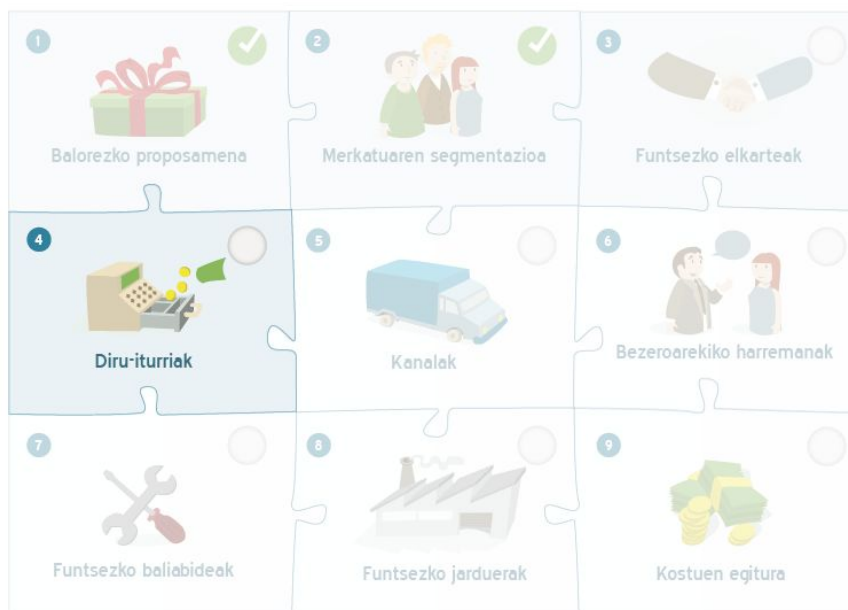 1
Balorezko proposamena
2
Merkatuaren segmentazioa
3
Funtsezko elkarteak
4
Diru-iturriak
5
Kanalak
6
Bezeroarekiko harremanak
7
Funtsezko baliabideak
8
Funtsezko jarduerak
9
Kostuen egitura